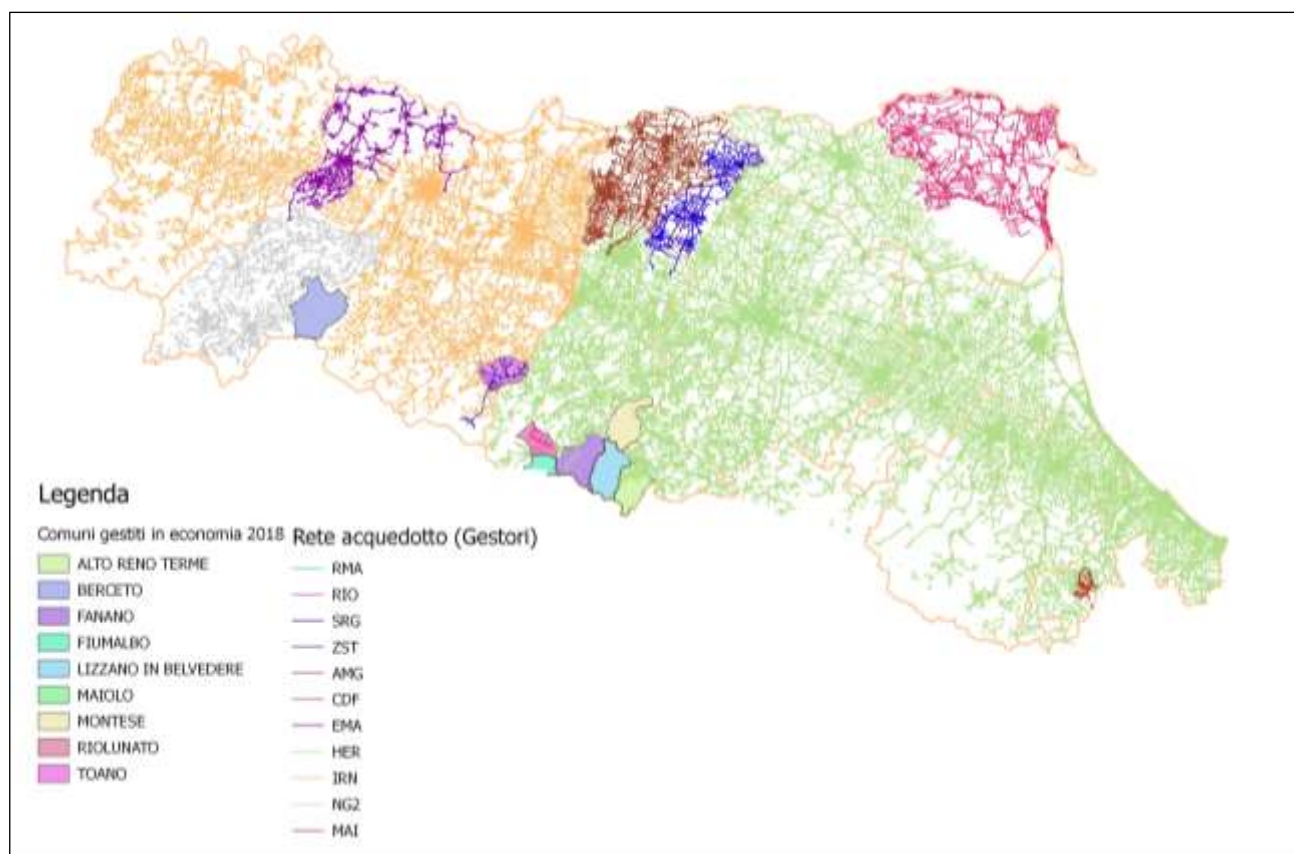 Legenda
Comuni gestiti in economia 2018
ALTO RENO TERME
BERCETO
FANANO
FIUMALBO
LIZZANO IN BELVEDERE
MAIOLO
MONTESE
RIOLUNATO
TOANO
Rete acquedotto (Gestori)
RMA
RIO
SRG
ZST
AMG
CDF
EMA
HER
IRN
NG2
MAI